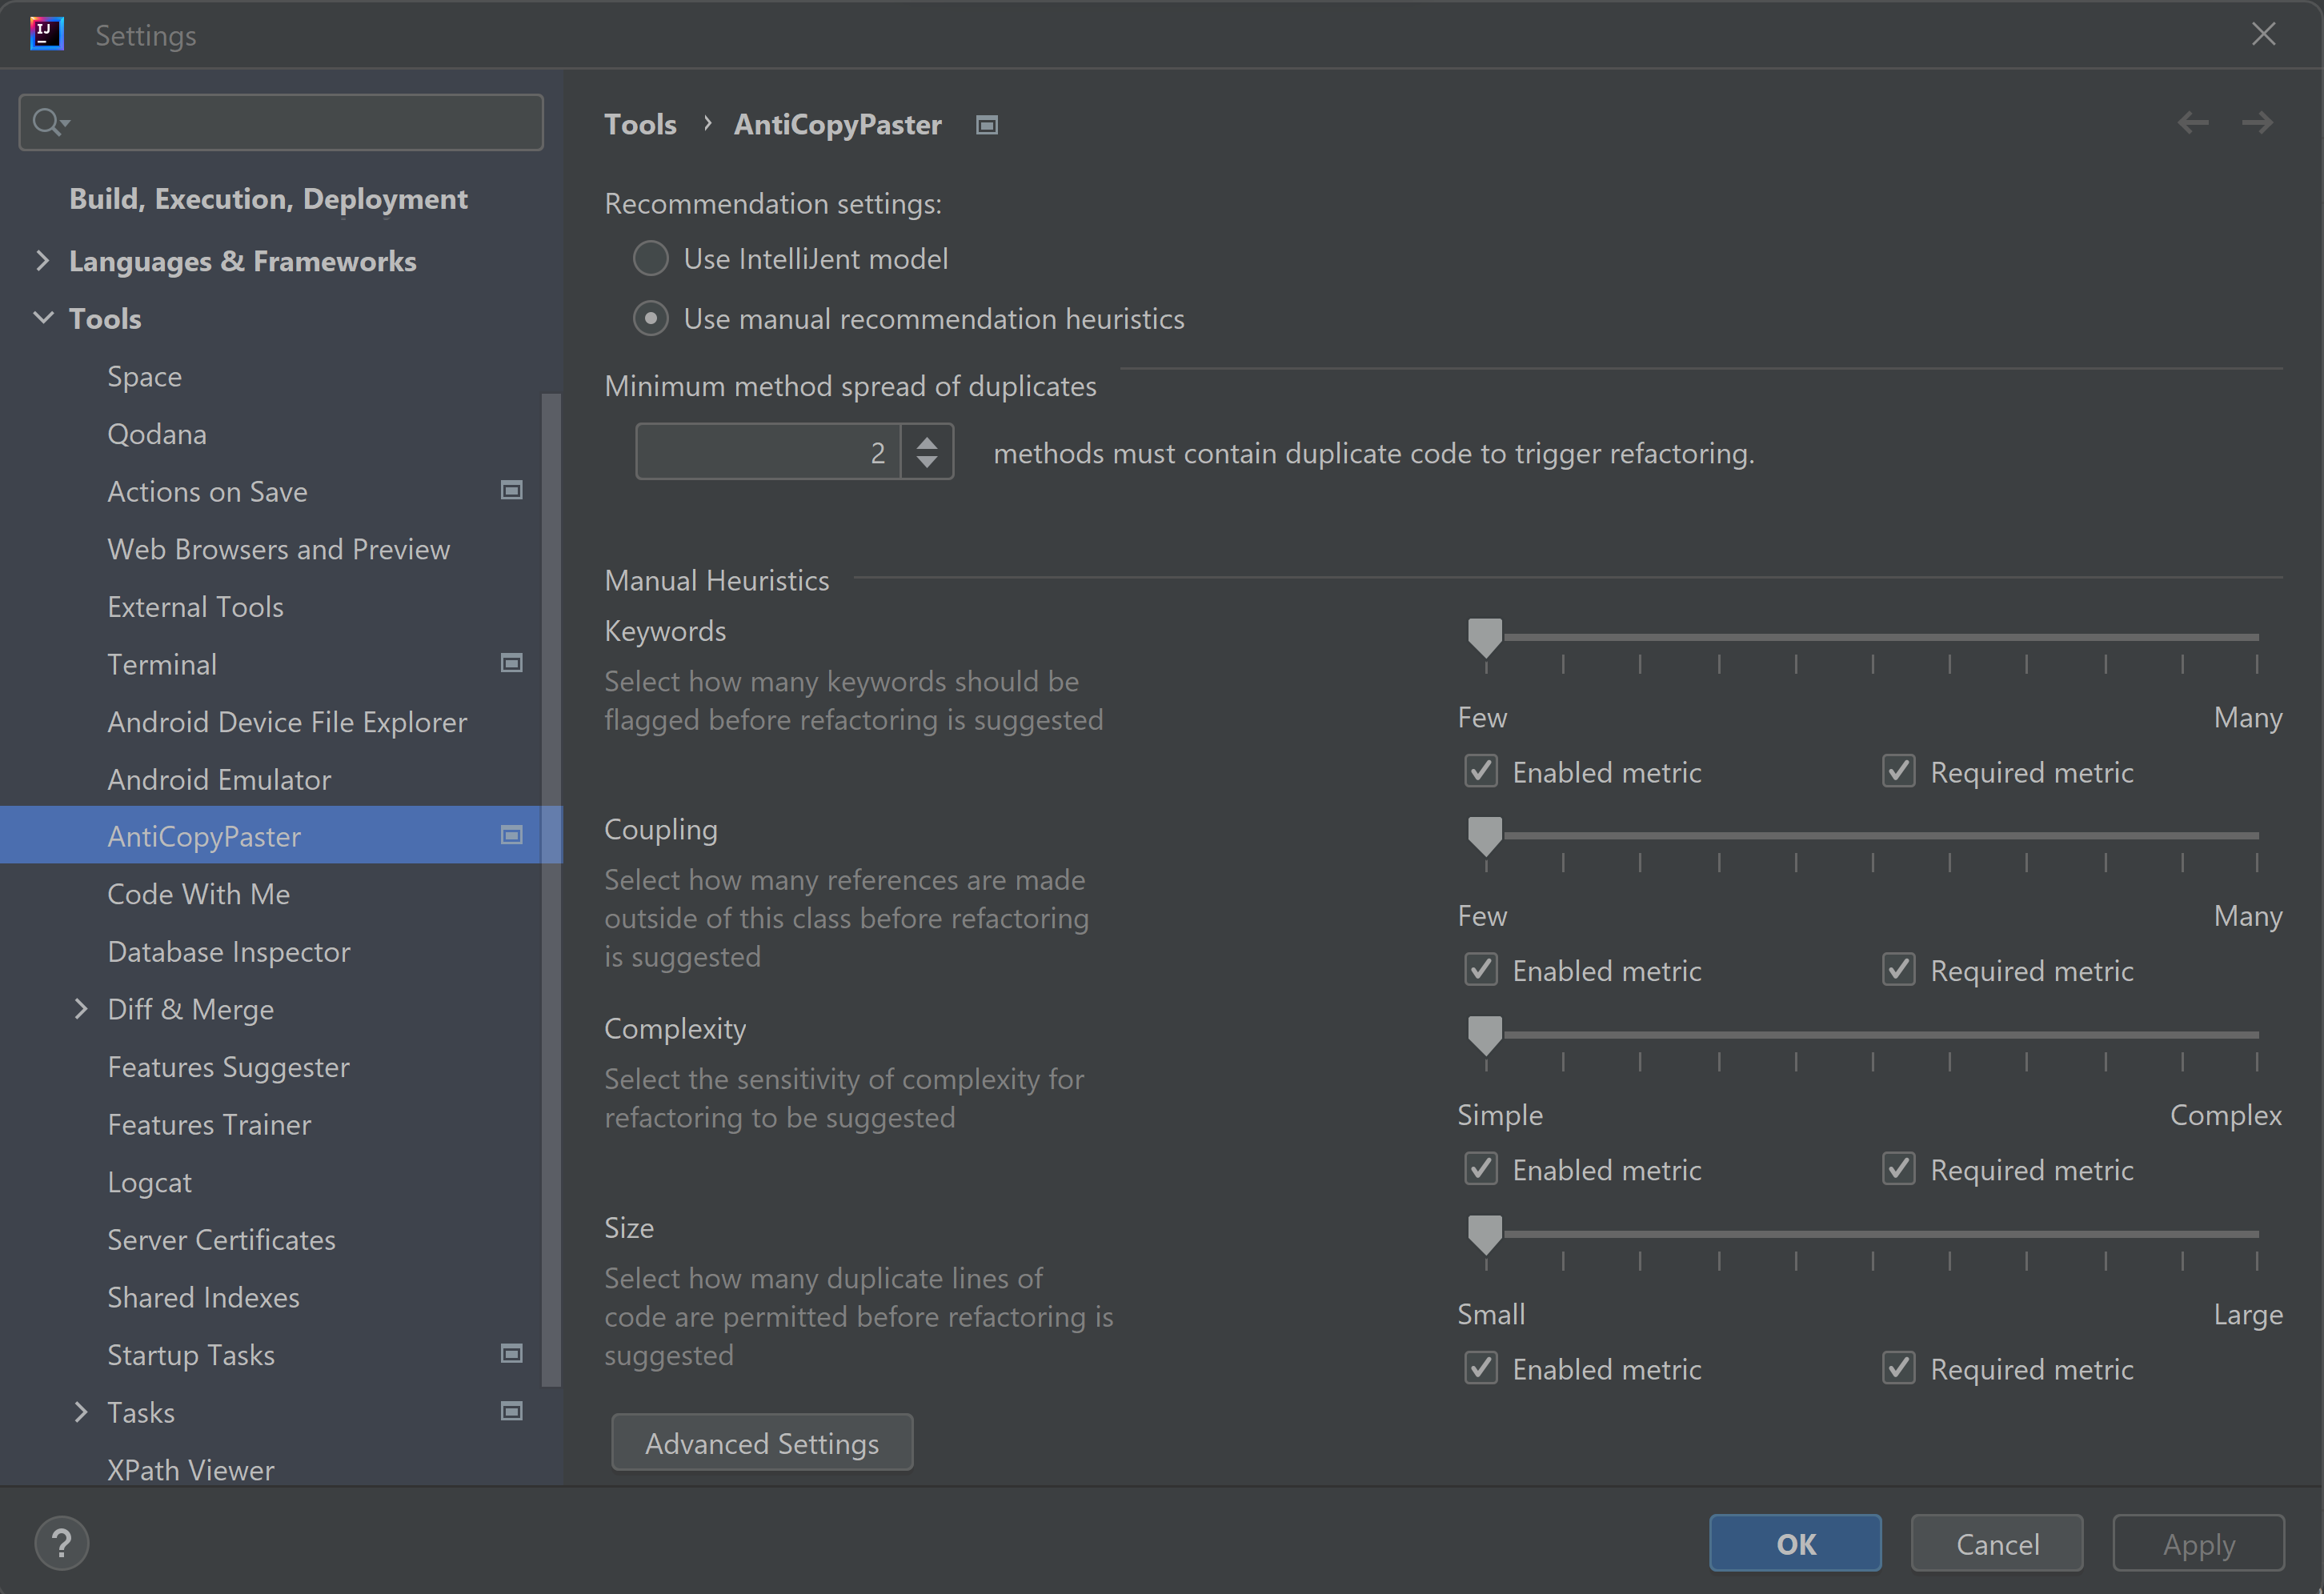 IJ
Settings
Build, Execution, Deployment
Languages & Frameworks
Tools
Space
Qodana
Actions on Save
Web Browsers and Preview
External Tools
Terminal
Android Device File Explorer
Android Emulator
AntiCopyPaster
Code With Me
Database Inspector
Diff & Merge
Features Suggester
Features Trainer
Logcat
Server Certificates
Shared Indexes
Startup Tasks
Tasks
XPath Viewer
Tools › AntiCopyPaster
Recommendation settings:
Use IntelliJent model
Use manual recommendation heuristics
Minimum method spread of duplicates
2 methods must contain duplicate code to trigger refactoring.
Manual Heuristics
Keywords
Select how many keywords should be
flagged before refactoring is suggested
Few Many
Enabled metric Required metric
Coupling
Select how many references are made
outside of this class before refactoring
is suggested
Few Many
Enabled metric Required metric
Complexity
Select the sensitivity of complexity for
refactoring to be suggested
Simple Complex
Enabled metric Required metric
Size
Select how many duplicate lines of
code are permitted before refactoring is
suggested
Small Large
Enabled metric Required metric
Advanced Settings
? OK Cancel Apply